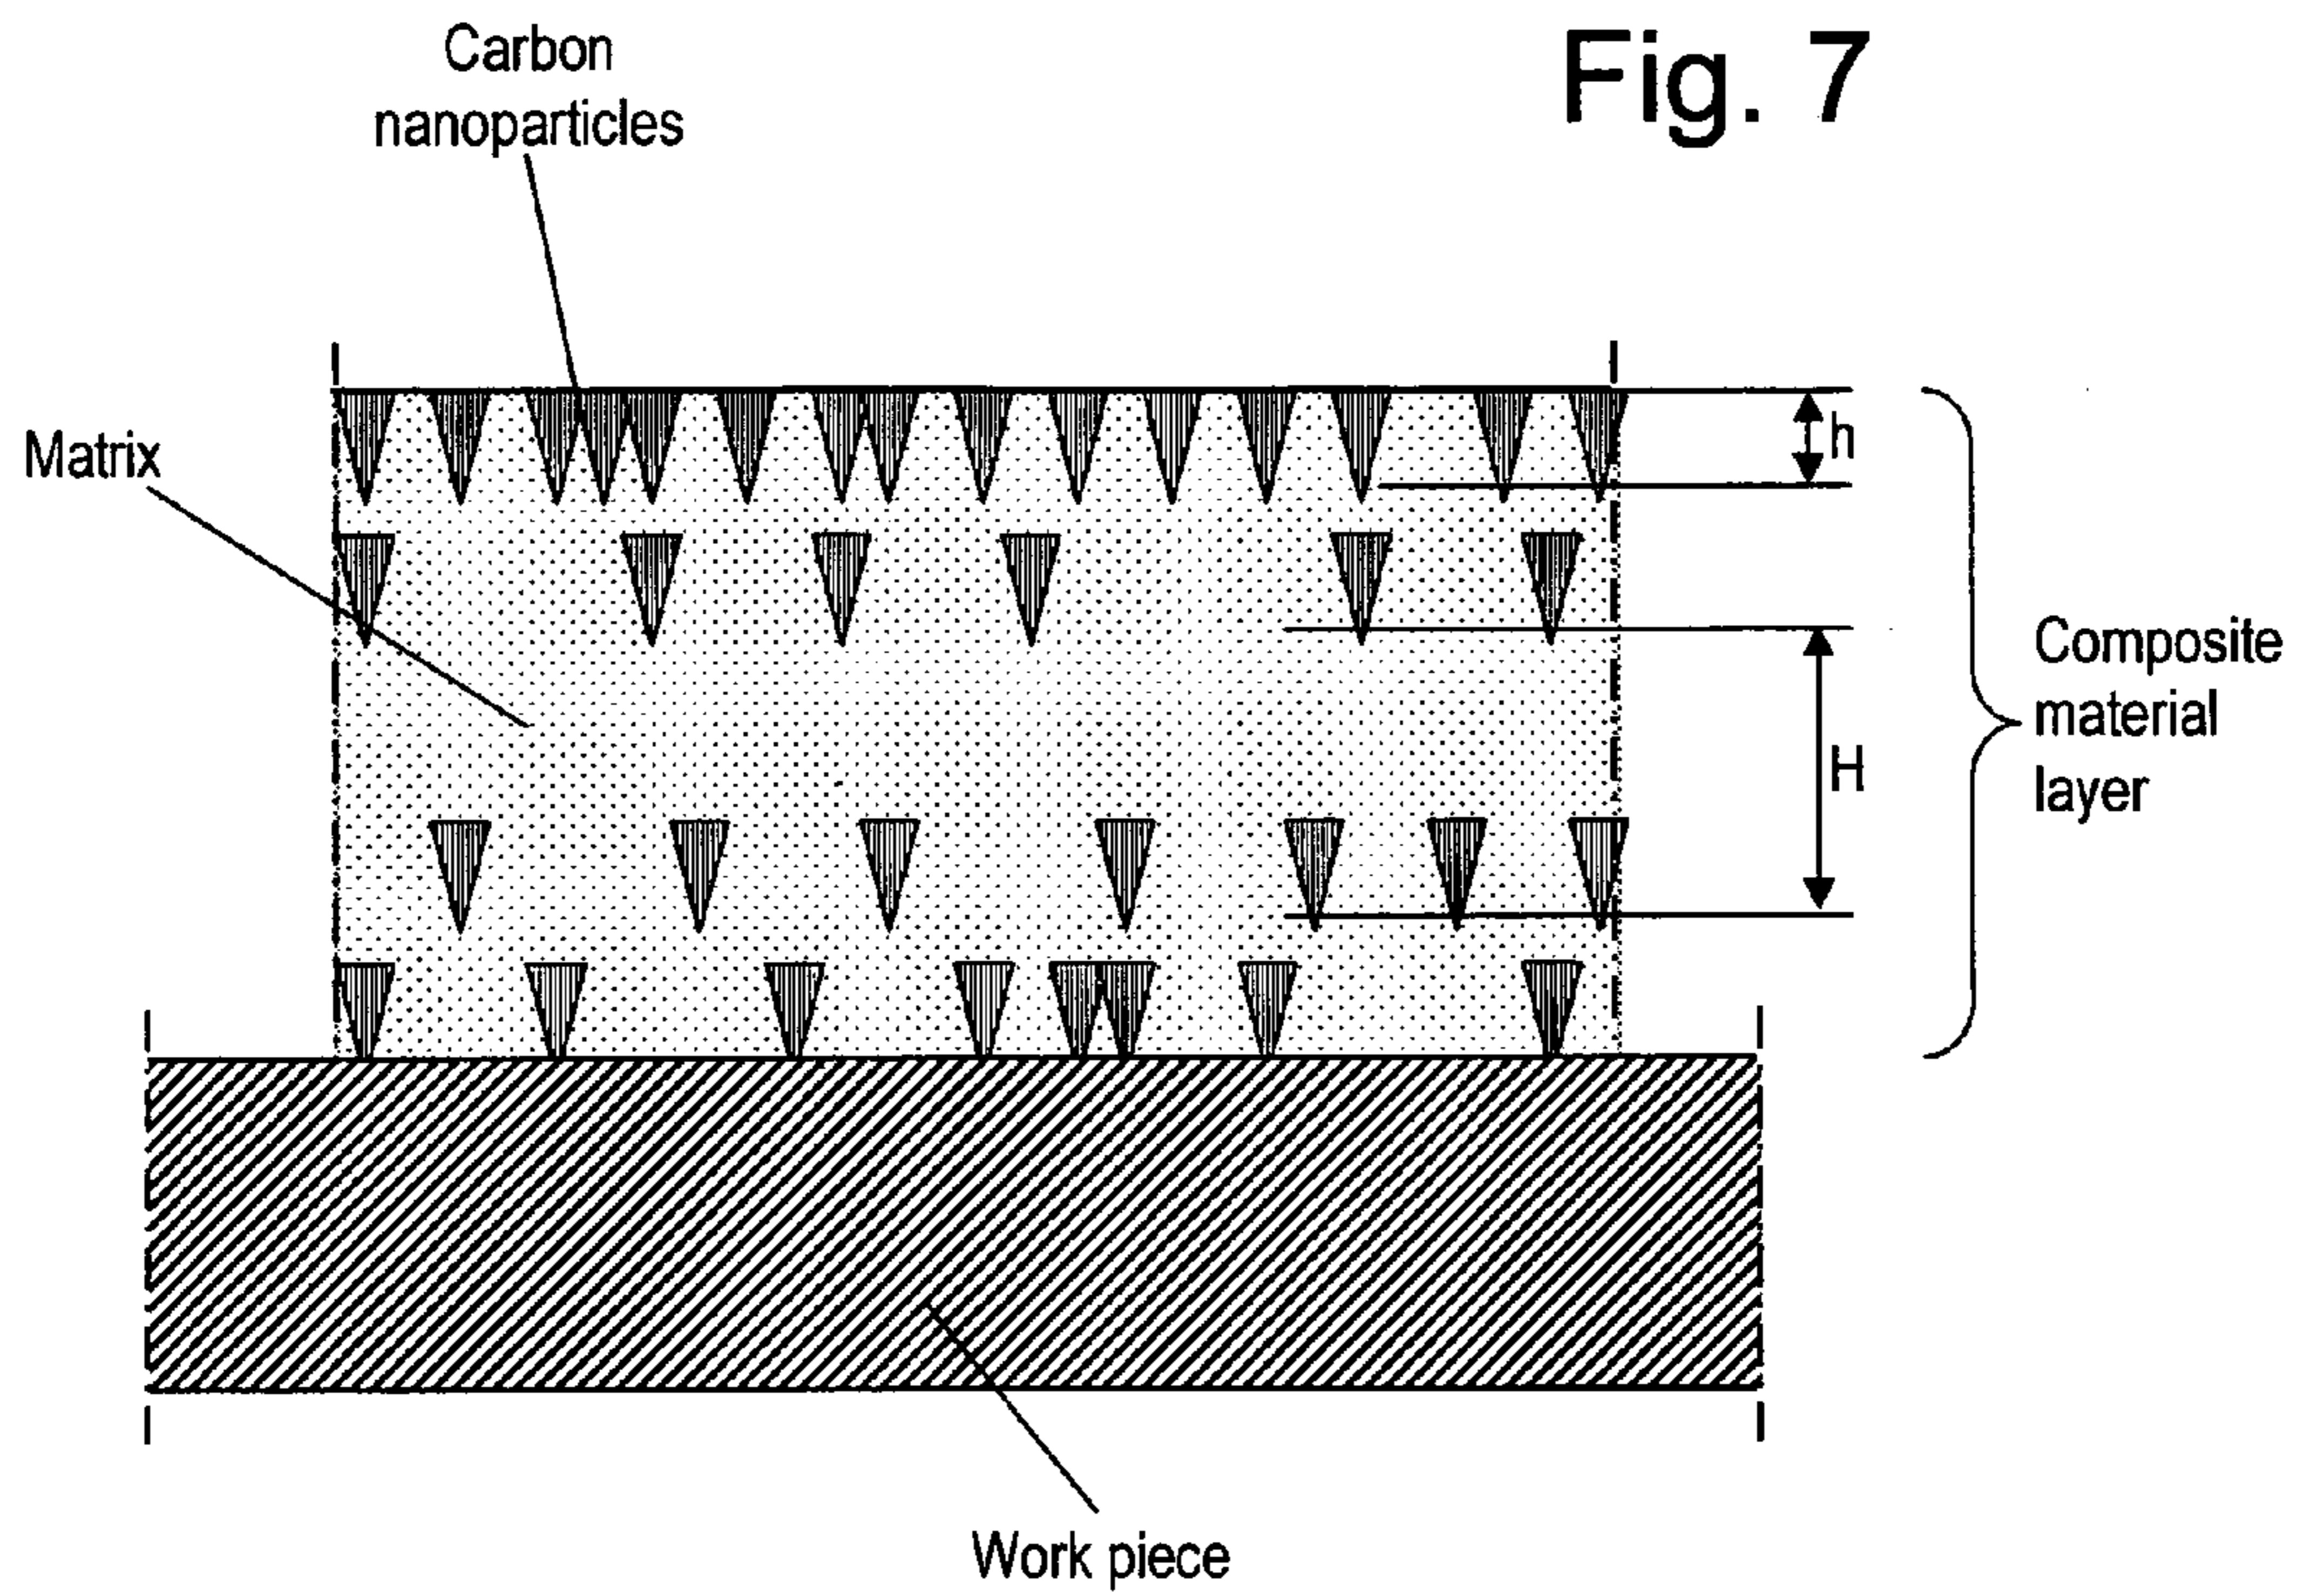 Fig. 7
Carbon
nanoparticles
Matrix
h
H
Composite
material
layer
Work piece